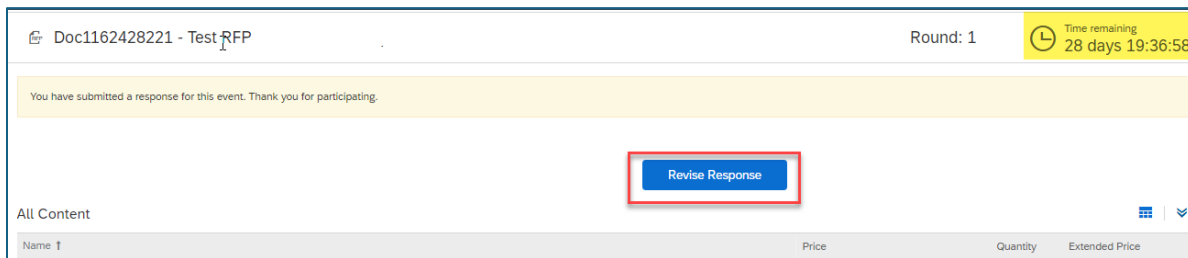 Doc1162428221 - Test RFP
Round: 1
Time remaining
28 days 19:36:58
You have submitted a response for this event. Thank you for participating.
Revise Response
All Content
Name ↑ Price Quantity Extended Price